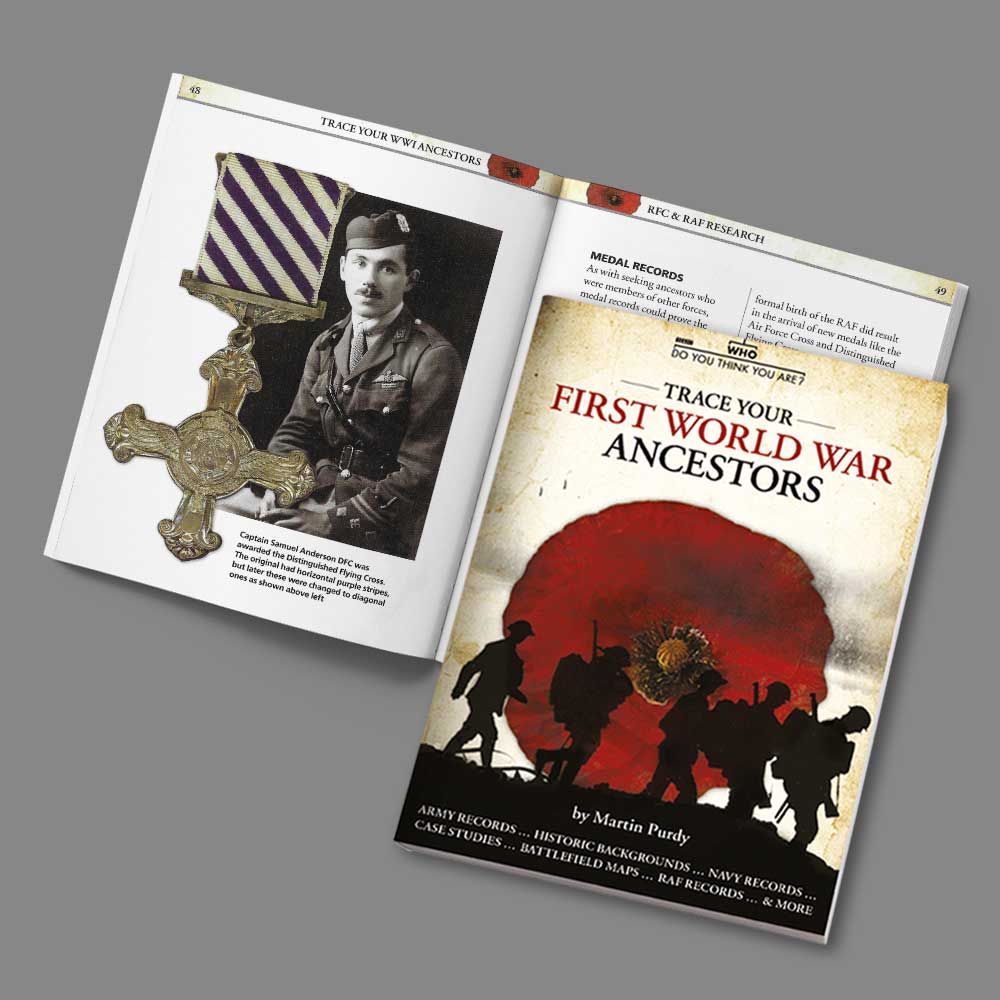 48
TRACE YOUR WWI ANCESTORS
Captain Samuel Anderson DFC was
awarded the Distinguished Flying Cross.
The original had horizontal purple stripes,
but later these were changed to diagonal
ones as shown above left
RFC & RAF RESEARCH
49
MEDAL RECORDS
As with seeking ancestors who
were members of other forces,
medal records could prove the
formal birth of the RAF did result
in the arrival of new medals like the
Air Force Cross and Distinguished
BBC
WHO
DO YOU THINK YOU ARE?
TRACE YOUR
FIRST WORLD WAR
ANCESTORS
by Martin Purdy
ARMY RECORDS ... HISTORIC BACKGROUNDS ... NAVY RECORDS ...
CASE STUDIES ... BATTLEFIELD MAPS ... RAF RECORDS ... & MORE